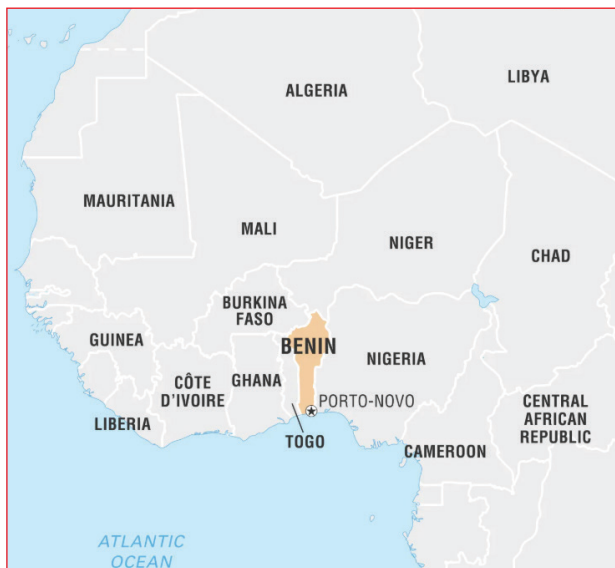 LIBYA
ALGERIA
MAURITANIA
MALI
NIGER
CHAD
BURKINA
FASO
GUINEA
BENIN
NIGERIA
CÔTE
D'IVOIRE
GHANA
PORTO-NOVO
CENTRAL
AFRICAN
REPUBLIC
LIBERIA
TOGO
CAMEROON
ATLANTIC
OCEAN